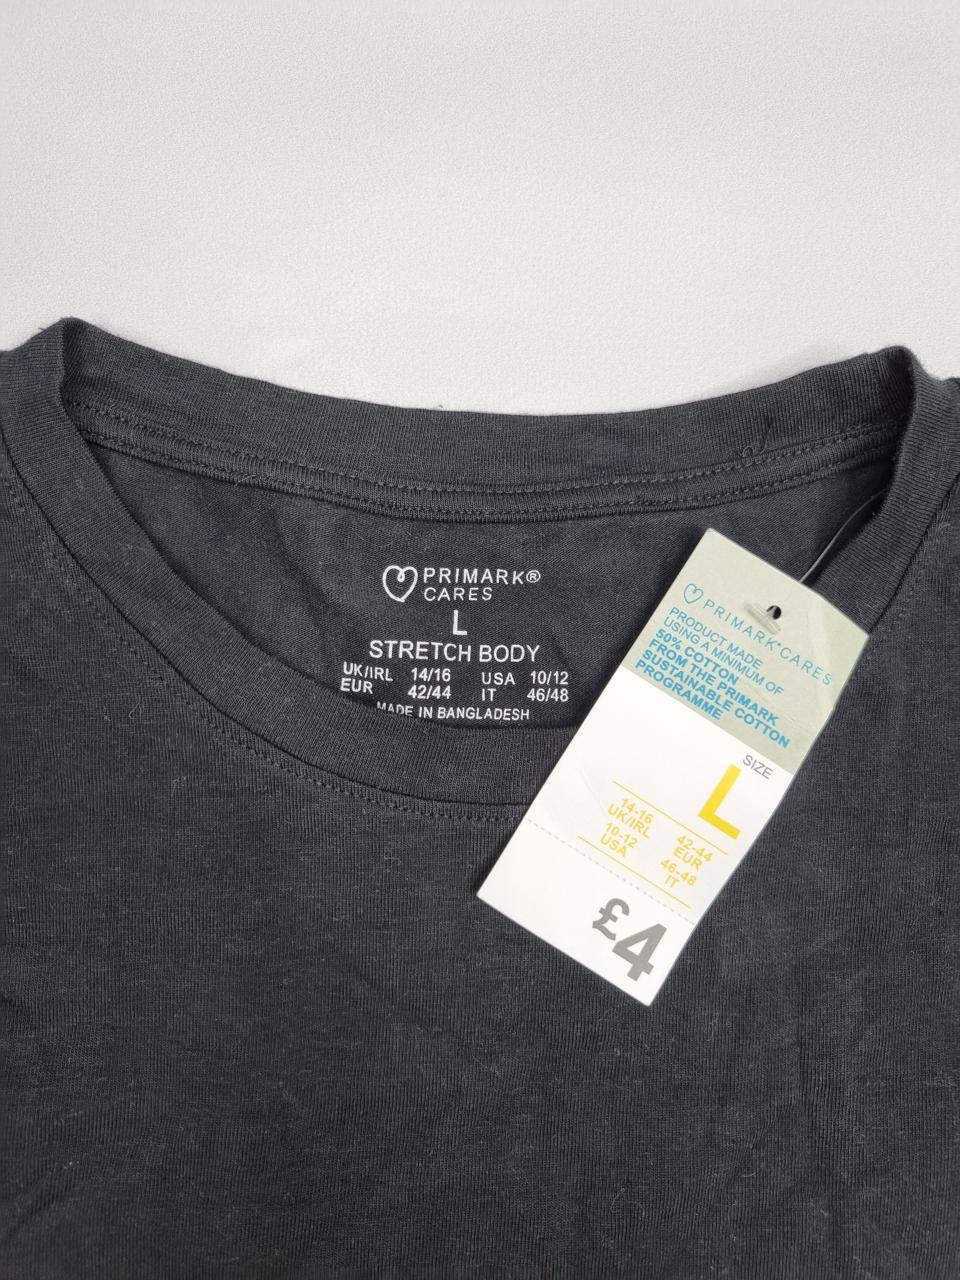 PRIMARK®
CARES
L
STRETCH BODY
UK/IRL 14/16 USA 10/12
EUR 42/44 IT 46/48
MADE IN BANGLADESH
PRIMARK® CARES
PRODUCT MADE
USING A MINIMUM OF
50% COTTON
FROM THE PRIMARK
SUSTAINABLE COTTON
PROGRAMME
SIZE
L
14-16
UK/IRL
42-44
EUR
10-12
USA
46-48
IT
£4